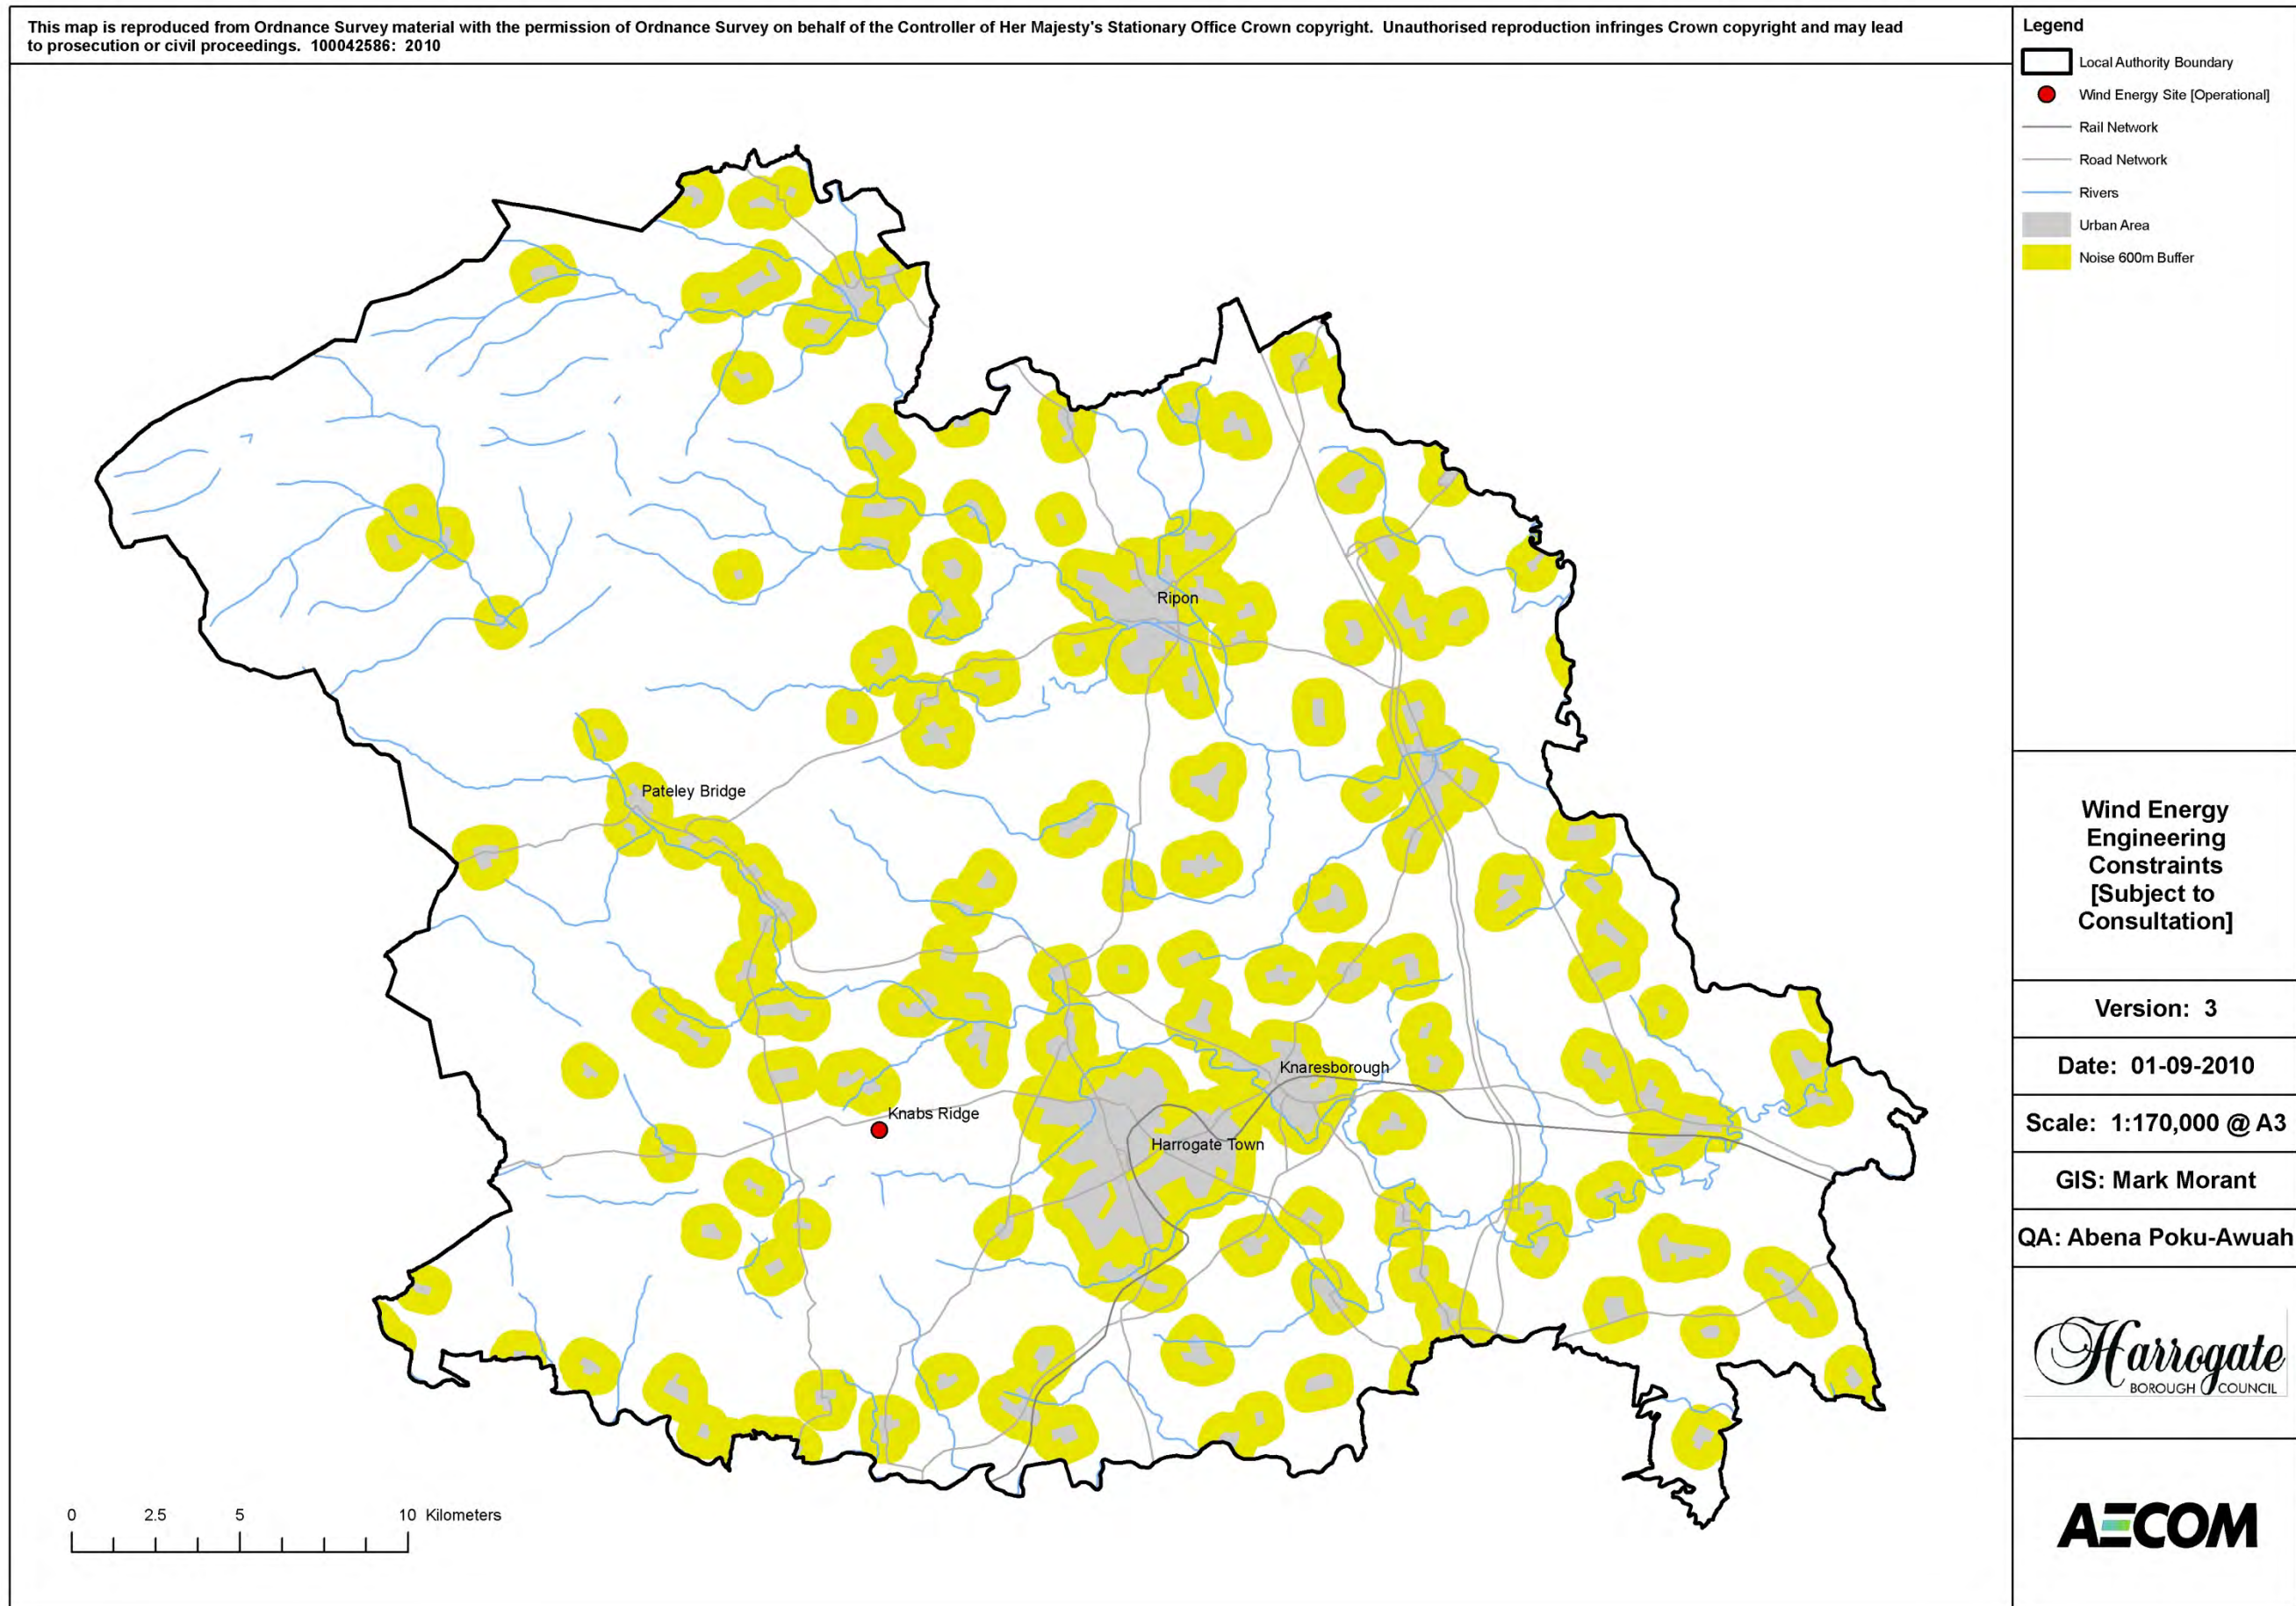 This map is reproduced from Ordnance Survey material with the permission of Ordnance Survey on behalf of the Controller of Her Majesty's Stationary Office Crown copyright. Unauthorised reproduction infringes Crown copyright and may lead
to prosecution or civil proceedings. 100042586: 2010
Legend
Local Authority Boundary
Wind Energy Site [Operational]
Rail Network
Road Network
Rivers
Urban Area
Noise 600m Buffer
Ripon
Pateley Bridge
Knaresborough
Knabs Ridge
Harrogate Town
0 2.5 5 10 Kilometers
Wind Energy
Engineering
Constraints
[Subject to
Consultation]
Version: 3
Date: 01-09-2010
Scale: 1:170,000 @ A3
GIS: Mark Morant
QA: Abena Poku-Awuah
Harrogate
BOROUGH COUNCIL
AECOM